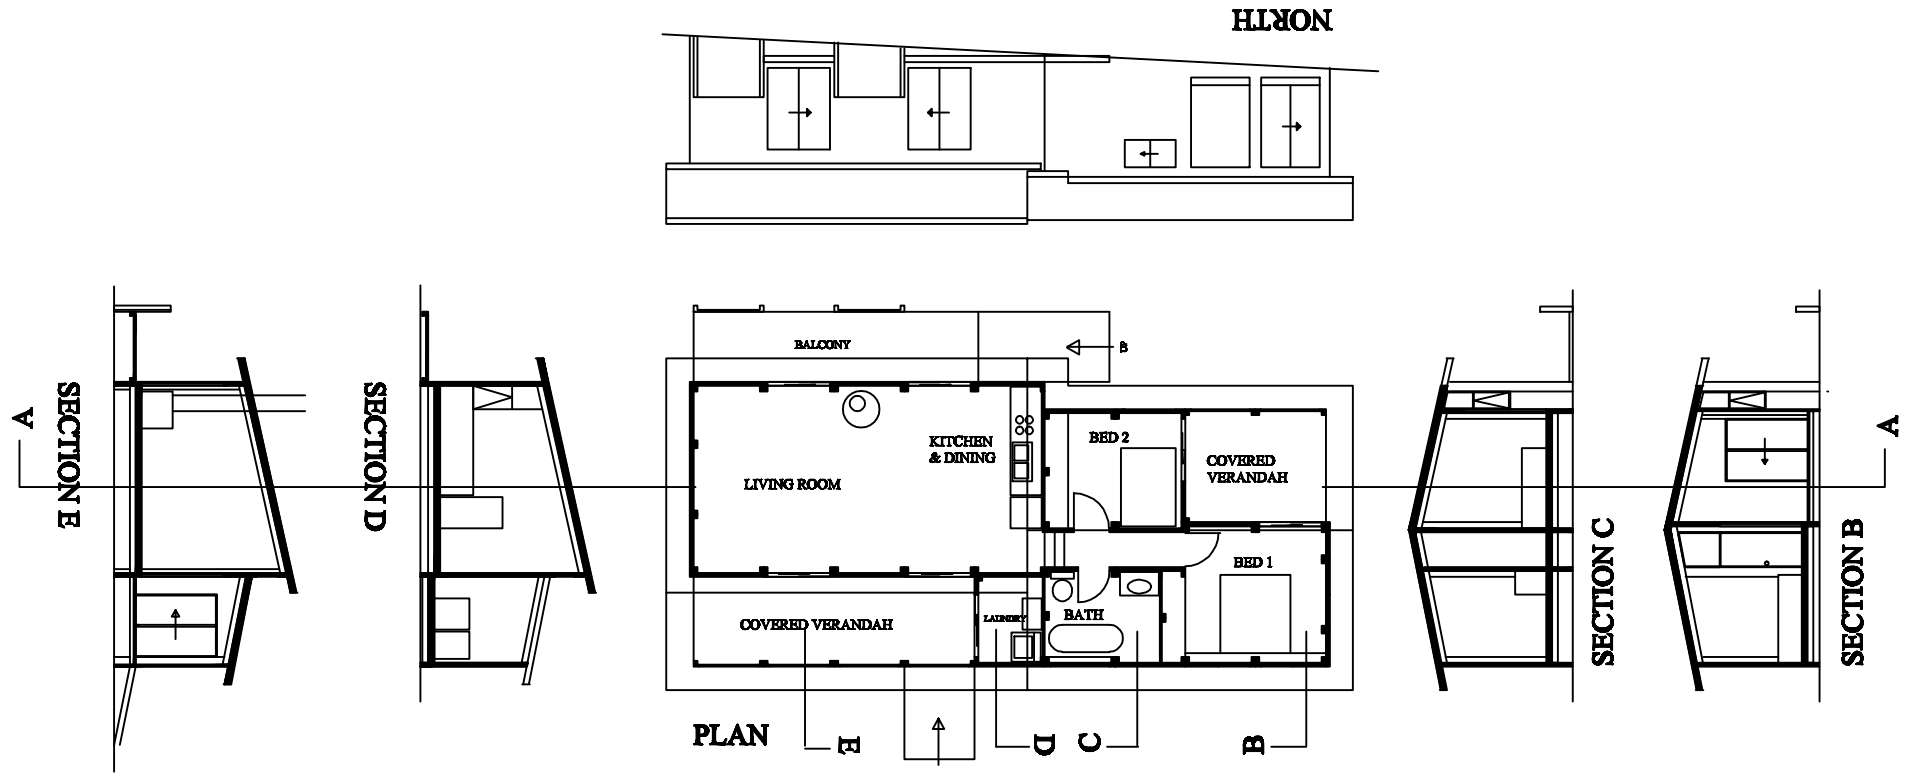 NORTH
BALCONY
B
SECTION E
SECTION D
A
A
KITCHEN
& DINING
BED 2
COVERED
VERANDAH
LIVING ROOM
SECTION C
SECTION B
BED 1
COVERED VERANDAH
LAUNDRY
BATH
PLAN
E
D
C
B